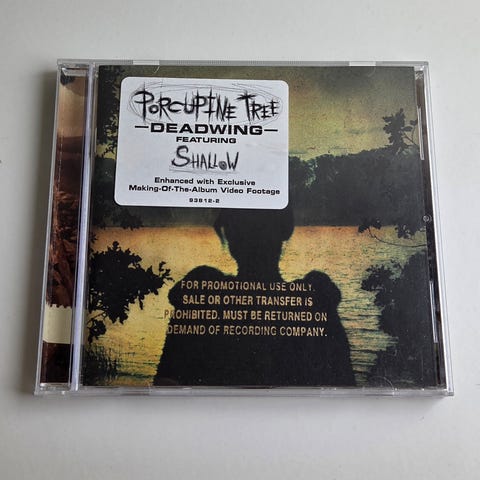 PORCUPINE TREE
—DEADWING—
FEATURING
SHALLOW
Enhanced with Exclusive
Making-Of-The-Album Video Footage
93812-2
FOR PROMOTIONAL USE ONLY.
SALE OR OTHER TRANSFER IS
PROHIBITED. MUST BE RETURNED ON
DEMAND OF RECORDING COMPANY.